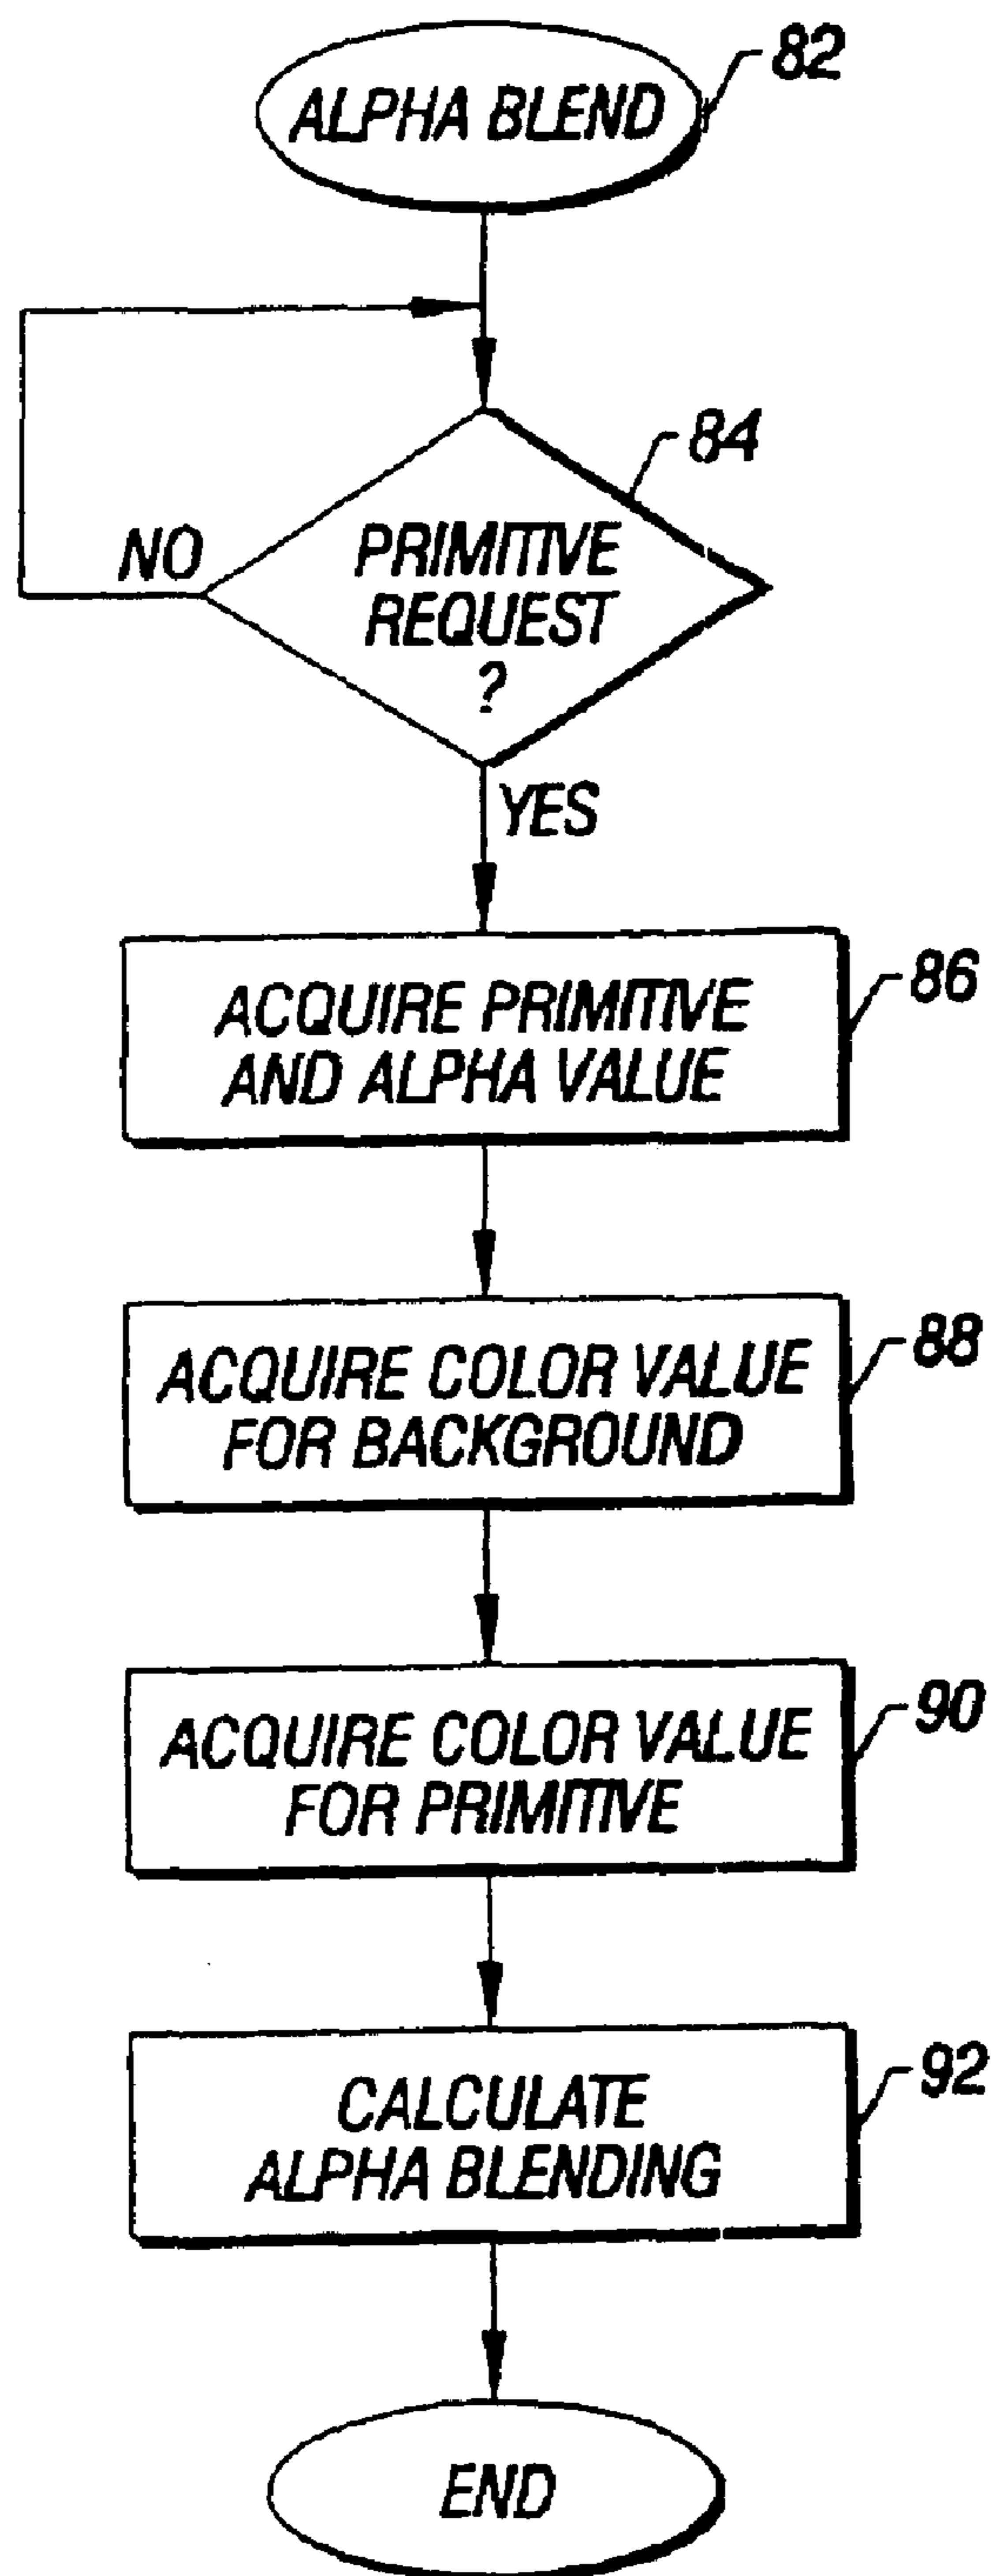 ALPHA BLEND
82
84
NO
PRIMITIVE
REQUEST
?
YES
ACQUIRE PRIMITIVE
AND ALPHA VALUE
86
ACQUIRE COLOR VALUE
FOR BACKGROUND
88
ACQUIRE COLOR VALUE
FOR PRIMITIVE
90
CALCULATE
ALPHA BLENDING
92
END